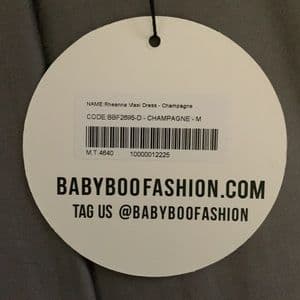 NAME:Rheanna Maxi Dress - Champagne
CODE:BBF2695-D - CHAMPAGNE - M
M.T.4640 10000012225
BABYBOOFASHION.COM
TAG US @BABYBOOFASHION